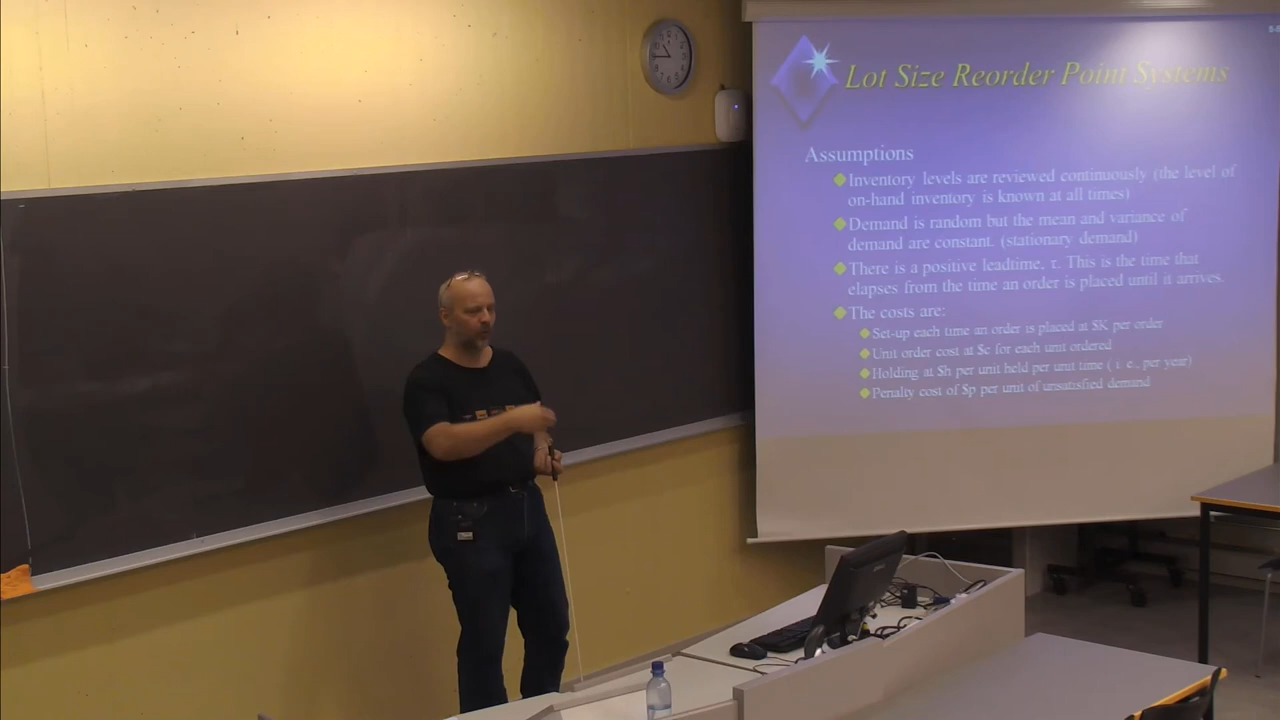 Lot Size Reorder Point Systems
Assumptions
Inventory levels are reviewed continuously (the level of
on-hand inventory is known at all times)
Demand is random but the mean and variance of
demand are constant. (stationary demand)
There is a positive leadtime, τ. This is the time that
elapses from the time an order is placed until it arrives.
The costs are:
Set-up each time an order is placed at $K per order
Unit order cost at $c for each unit ordered
Holding at $h per unit held per unit time ( i. e., per year)
Penalty cost of $p per unit of unsatisfied demand